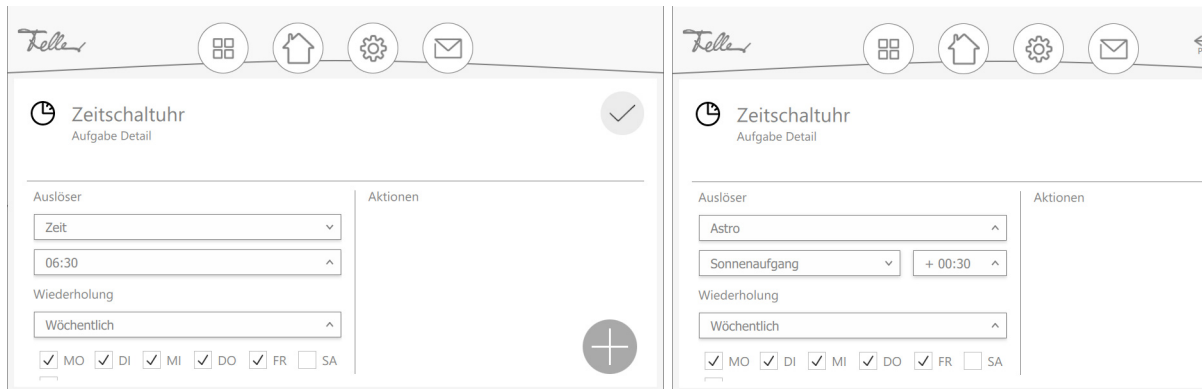 Feller
Zeitschaltuhr
Aufgabe Detail
Auslöser
Aktionen
Zeit
06:30
Wiederholung
Wöchentlich
MO DI MI DO FR SA
Feller
Zeitschaltuhr
Aufgabe Detail
Auslöser
Aktionen
Astro
Sonnenaufgang + 00:30
Wiederholung
Wöchentlich
MO DI MI DO FR SA